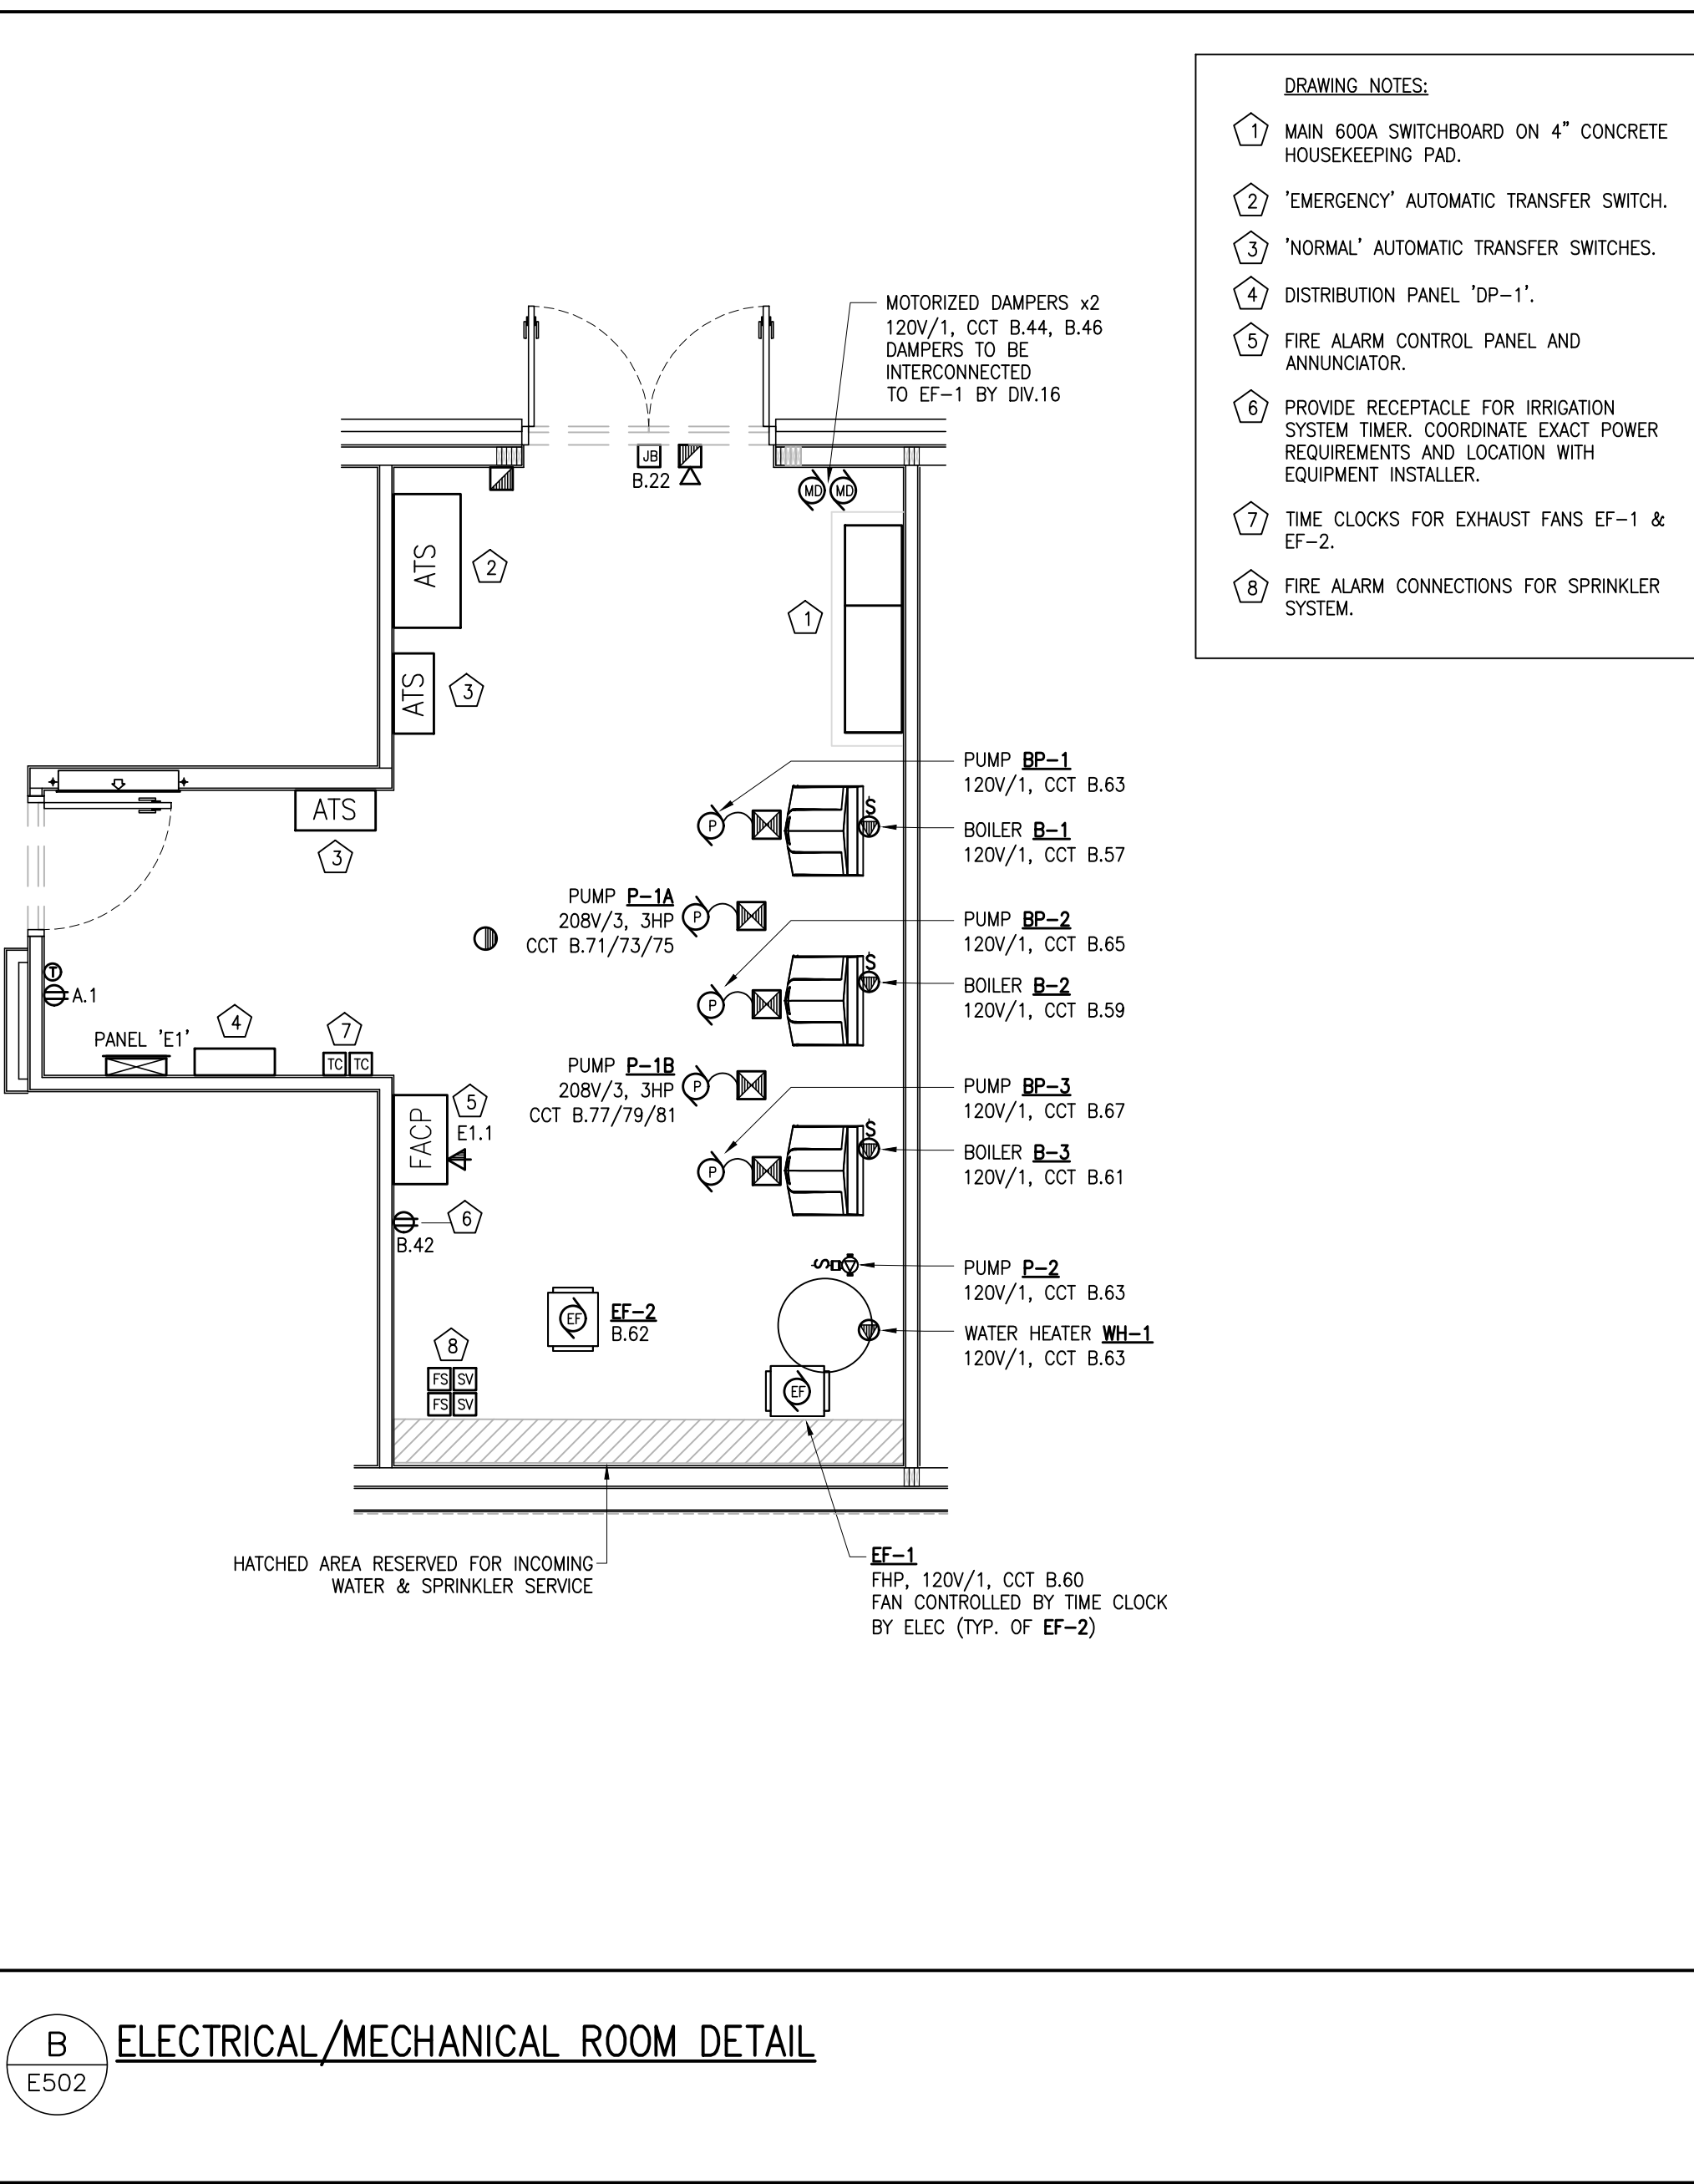 DRAWING NOTES:
1 MAIN 600A SWITCHBOARD ON 4" CONCRETE
HOUSEKEEPING PAD.
2 'EMERGENCY' AUTOMATIC TRANSFER SWITCH.
3 'NORMAL' AUTOMATIC TRANSFER SWITCHES.
4 DISTRIBUTION PANEL 'DP-1'.
5 FIRE ALARM CONTROL PANEL AND
ANNUNCIATOR.
6 PROVIDE RECEPTACLE FOR IRRIGATION
SYSTEM TIMER. COORDINATE EXACT POWER
REQUIREMENTS AND LOCATION WITH
EQUIPMENT INSTALLER.
7 TIME CLOCKS FOR EXHAUST FANS EF-1 &
EF-2.
8 FIRE ALARM CONNECTIONS FOR SPRINKLER
SYSTEM.
MOTORIZED DAMPERS x2
120V/1, CCT B.44, B.46
DAMPERS TO BE
INTERCONNECTED
TO EF-1 BY DIV.16
JB
B.22
MD MD
ATS
2
1
ATS
3
ATS
3
PUMP BP-1
120V/1, CCT B.63
P
S
BOILER B-1
120V/1, CCT B.57
PUMP P-1A
208V/3, 3HP
CCT B.71/73/75
P
PUMP BP-2
120V/1, CCT B.65
P
S
BOILER B-2
120V/1, CCT B.59
T
A.1
PANEL 'E1'
4
7
TC TC
PUMP P-1B
208V/3, 3HP
CCT B.77/79/81
P
PUMP BP-3
120V/1, CCT B.67
FACP
5
E1.1
P
S
BOILER B-3
120V/1, CCT B.61
6
B.42
S
PUMP P-2
120V/1, CCT B.63
EF
EF-2
B.62
WATER HEATER WH-1
120V/1, CCT B.63
8
FS SV
FS SV
EF
HATCHED AREA RESERVED FOR INCOMING
WATER & SPRINKLER SERVICE
EF-1
FHP, 120V/1, CCT B.60
FAN CONTROLLED BY TIME CLOCK
BY ELEC (TYP. OF EF-2)
B
E502
ELECTRICAL/MECHANICAL ROOM DETAIL